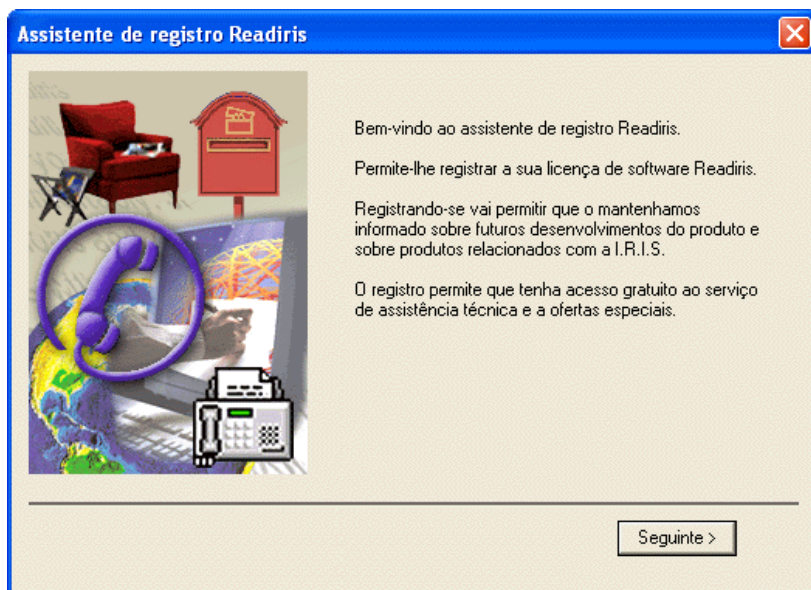 Assistente de registro Readiris
Bem-vindo ao assistente de registro Readiris.
Permite-lhe registrar a sua licença de software Readiris.
Registrando-se vai permitir que o mantenhamos
informado sobre futuros desenvolvimentos do produto e
sobre produtos relacionados com a I.R.I.S.
O registro permite que tenha acesso gratuito ao serviço
de assistência técnica e a ofertas especiais.
Seguinte >